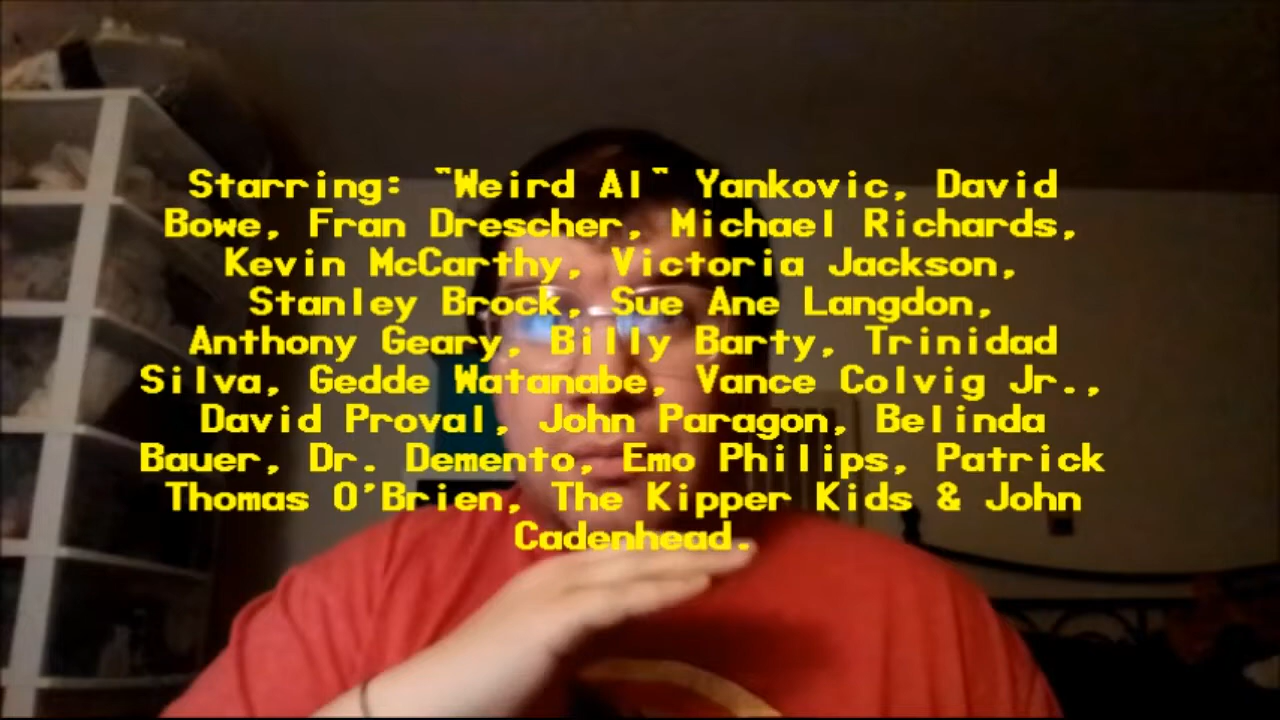 Starring: "Weird Al" Yankovic, David
Bowe, Fran Drescher, Michael Richards,
Kevin McCarthy, Victoria Jackson,
Stanley Brock, Sue Ane Langdon,
Anthony Geary, Billy Barty, Trinidad
Silva, Gedde Watanabe, Vance Colvig Jr.,
David Proval, John Paragon, Belinda
Bauer, Dr. Demento, Emo Philips, Patrick
Thomas O'Brien, The Kipper Kids & John
Cadenhead.